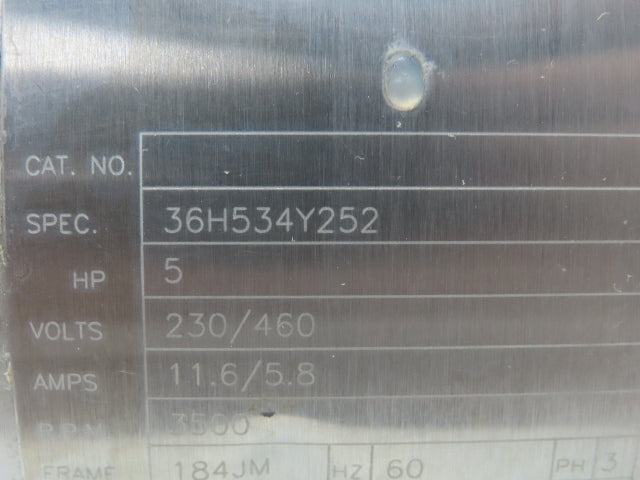 CAT. NO.
SPEC. 36H534Y252
HP 5
VOLTS 230/460
AMPS 11.6/5.8
R.P.M. 3500
FRAME 184JM HZ 60 PH 3